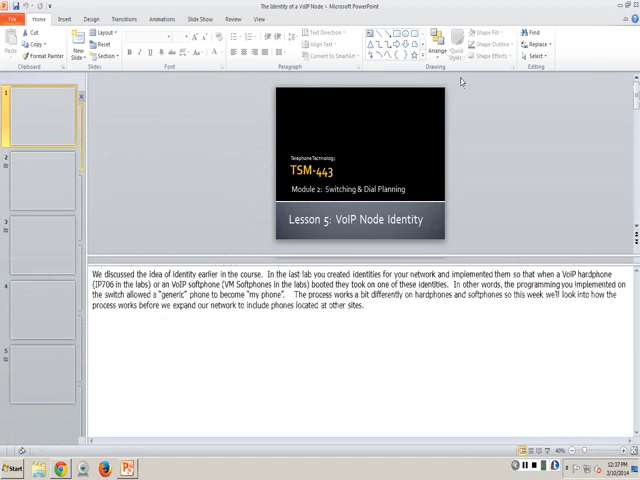 The Identity of a VoIP Node - Microsoft PowerPoint
File Home Insert Design Transitions Animations Slide Show Review View
Cut
Copy
Format Painter
Paste
Clipboard
New
Slide
Layout
Reset
Section
Slides
Font
Text Direction
Align Text
Convert to SmartArt
Paragraph
Arrange
Quick
Styles
Shape Fill
Shape Outline
Shape Effects
Drawing
Find
Replace
Select
Editing
1
2
3
4
5
Telephone Technology
TSM-443
Module 2: Switching & Dial Planning
Lesson 5: VoIP Node Identity
We discussed the idea of identity earlier in the course. In the last lab you created identities for your network and implemented them so that when a VoiP hardphone
(IP706 in the labs) or an VoIP softphone (VM Softphones in the labs) booted they took on one of these identities. In other words, the programming you implemented on
the switch allowed a "generic" phone to become "my phone". The process works a bit differently on hardphones and softphones so this week we'll look into how the
process works before we expand our network to include phones located at other sites.
40%
Start
12:37 PM
3/10/2014